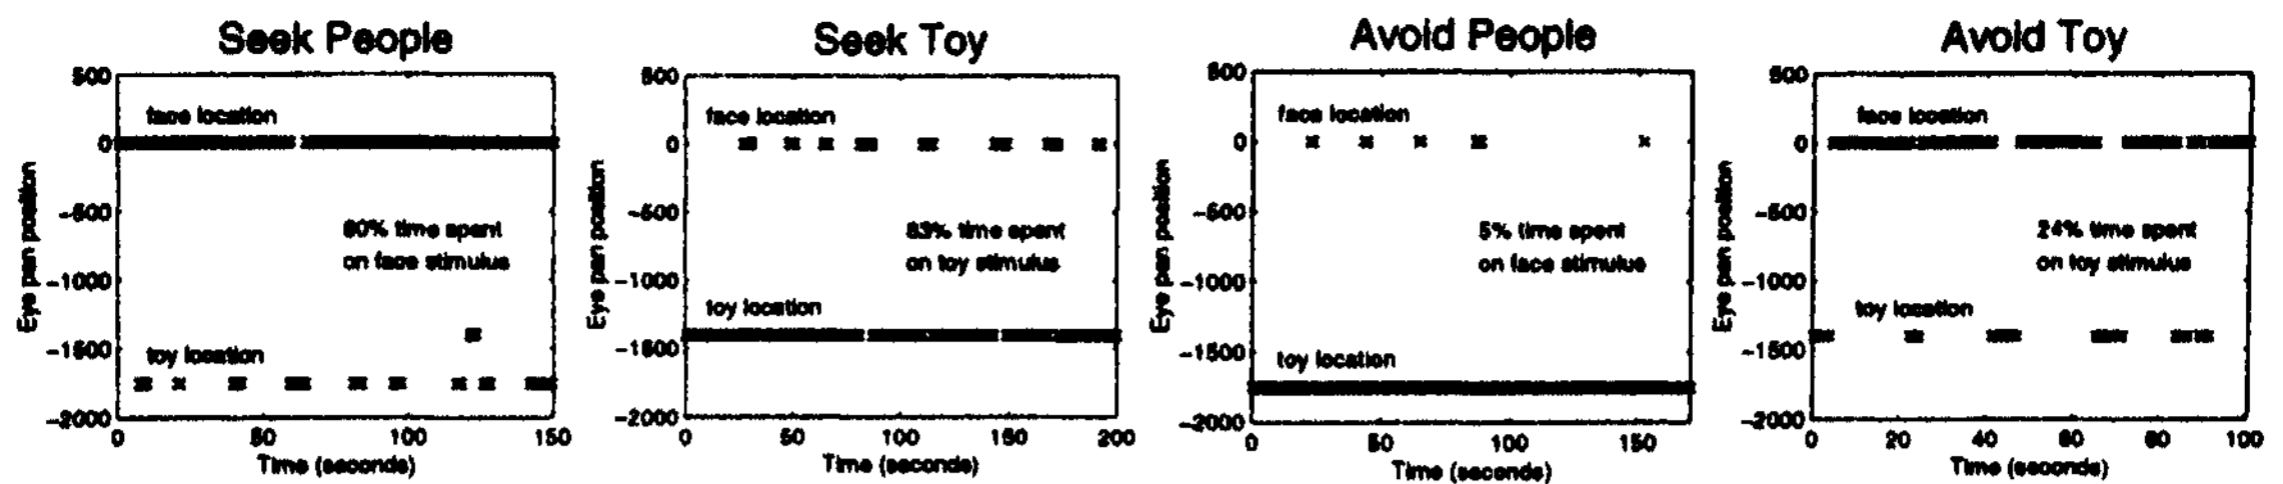 Seek People
500
face location
0
-500
80% time spent
on face stimulus
-1000
-1500
toy location
-2000
0 50 100 150
Time (seconds)
Eye pan position
Seek Toy
500
face location
0
-500
83% time spent
on toy stimulus
-1000
toy location
-1500
-2000
0 50 100 150 200
Time (seconds)
Eye pan position
Avoid People
500
face location
0
-500
5% time spent
on face stimulus
-1000
-1500
toy location
-2000
0 50 100 150
Time (seconds)
Eye pan position
Avoid Toy
500
face location
0
-500
24% time spent
on toy stimulus
-1000
toy location
-1500
-2000
0 20 40 60 80 100
Time (seconds)
Eye pan position